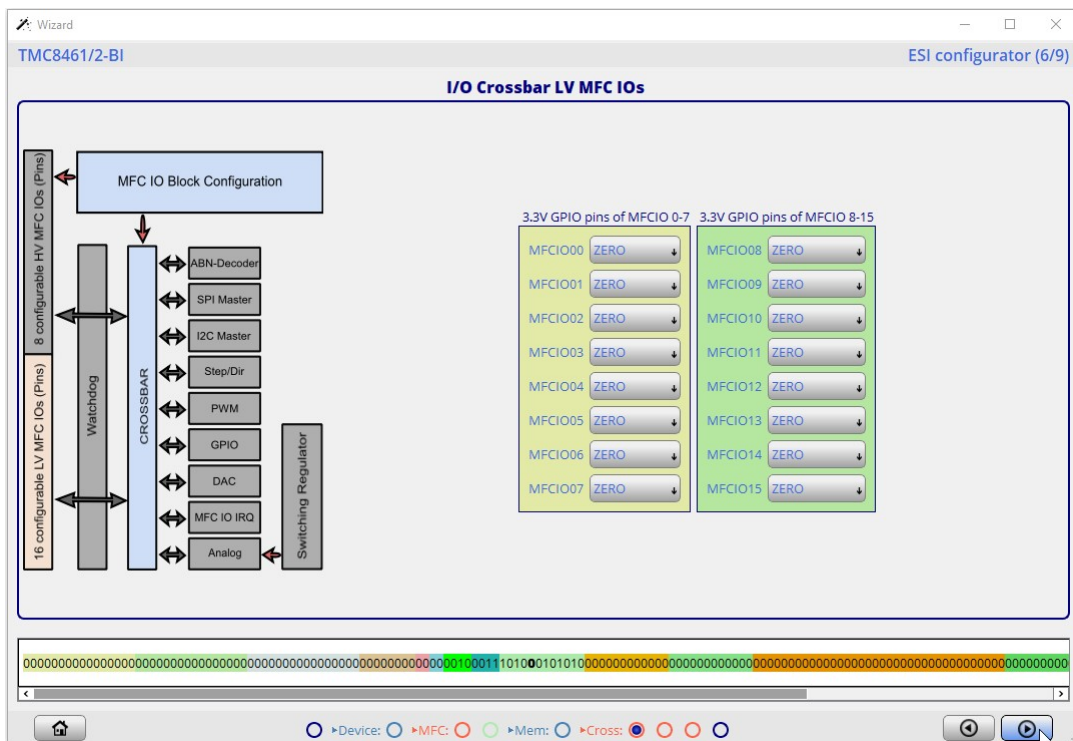 Wizard
TMC8461/2-BI
ESI configurator (6/9)
I/O Crossbar LV MFC IOs
8 configurable HV MFC IOs (Pins)
16 configurable LV MFC IOs (Pins)
MFC IO Block Configuration
Watchdog
CROSSBAR
ABN-Decoder
SPI Master
I2C Master
Step/Dir
PWM
GPIO
DAC
MFC IO IRQ
Analog
Switching Regulator
3.3V GPIO pins of MFCIO 0-7
MFCIO00 ZERO
MFCIO01 ZERO
MFCIO02 ZERO
MFCIO03 ZERO
MFCIO04 ZERO
MFCIO05 ZERO
MFCIO06 ZERO
MFCIO07 ZERO
3.3V GPIO pins of MFCIO 8-15
MFCIO08 ZERO
MFCIO09 ZERO
MFCIO10 ZERO
MFCIO11 ZERO
MFCIO12 ZERO
MFCIO13 ZERO
MFCIO14 ZERO
MFCIO15 ZERO
▸Device: ▸MFC: ▸Mem: ▸Cross: